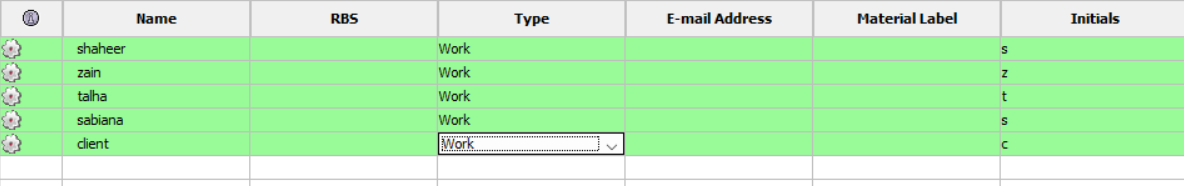 Name RBS Type E-mail Address Material Label Initials
shaheer Work s
zain Work z
talha Work t
sabiana Work s
client Work c